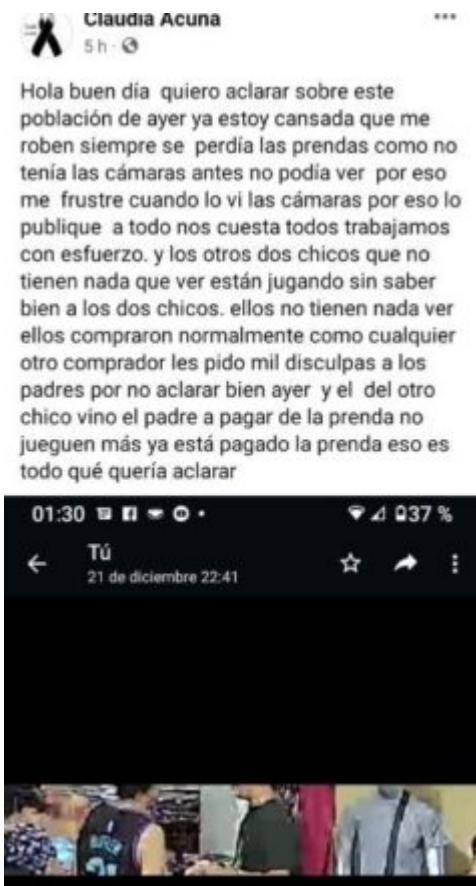 Claudia Acuna
5 h
Hola buen día quiero aclarar sobre este
población de ayer ya estoy cansada que me
roben siempre se perdía las prendas como no
tenía las cámaras antes no podía ver por eso
me frustre cuando lo vi las cámaras por eso lo
publique a todo nos cuesta todos trabajamos
con esfuerzo. y los otros dos chicos que no
tienen nada que ver están jugando sin saber
bien a los dos chicos. ellos no tienen nada ver
ellos compraron normalmente como cualquier
otro comprador les pido mil disculpas a los
padres por no aclarar bien ayer y el del otro
chico vino el padre a pagar de la prenda no
jueguen más ya está pagado la prenda eso es
todo qué quería aclarar
01:30 37 %
Tú
21 de diciembre 22:41